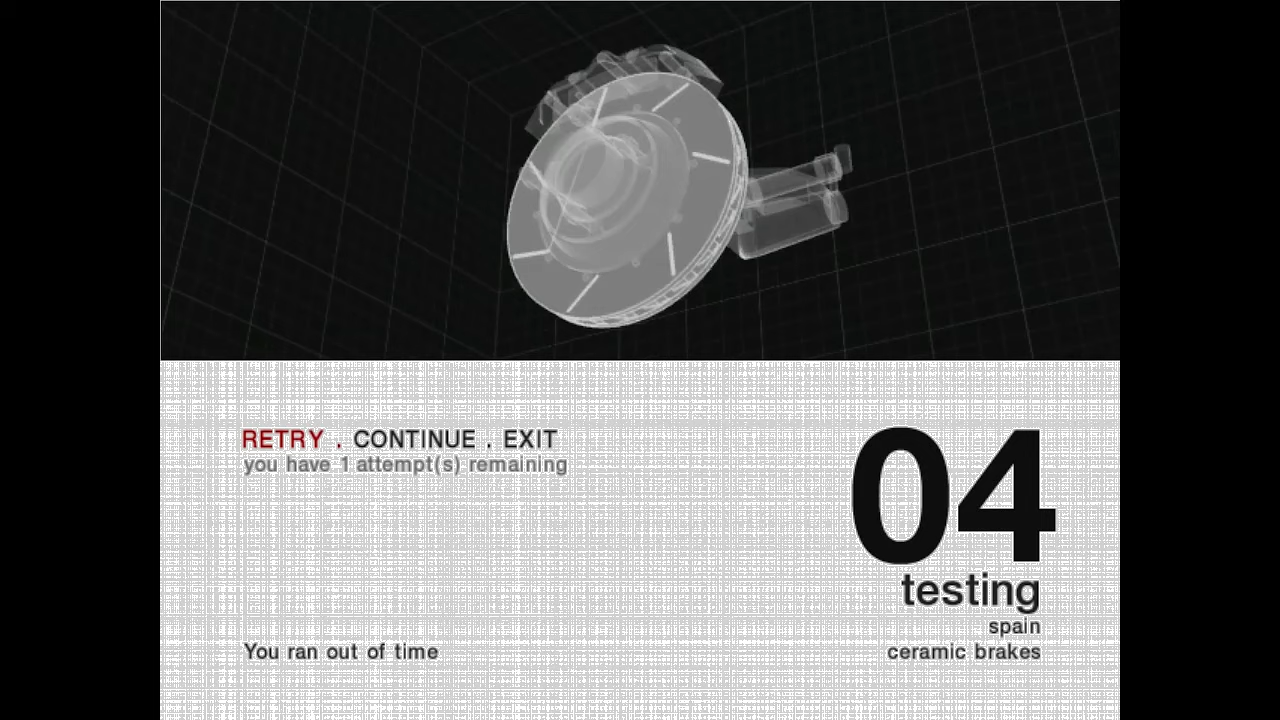 RETRY . CONTINUE . EXIT
you have 1 attempt(s) remaining
04
testing
spain
You ran out of time
ceramic brakes